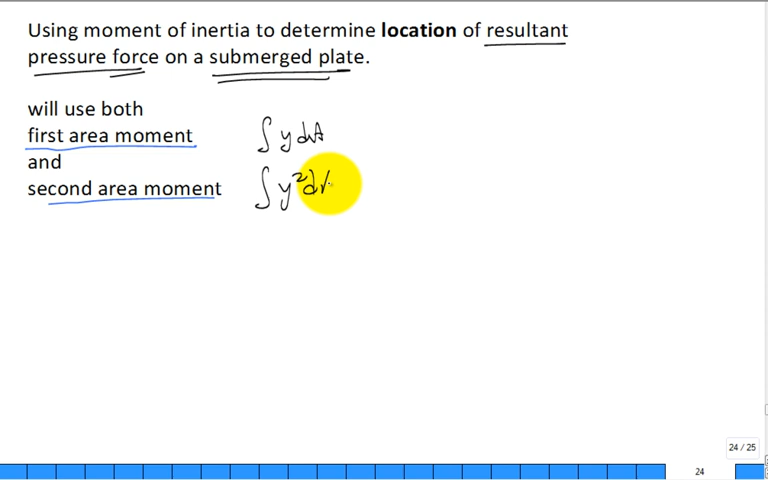 Using moment of inertia to determine location of resultant
pressure force on a submerged plate.
will use both
first area moment
∫ y dA
and
second area moment
∫ y² d
24 / 25
24